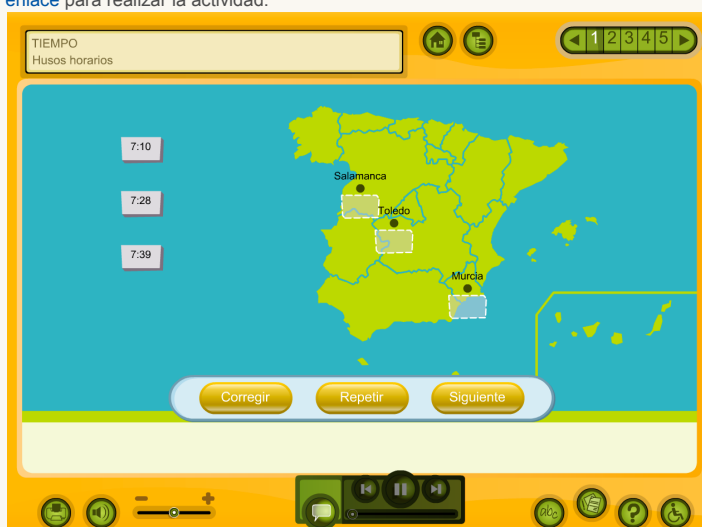 enlace para realizar la actividad.
TIEMPO
Husos horarios
1 2 3 4 5
7:10
7:28
7:39
Salamanca
Toledo
Murcia
Corregir
Repetir
Siguiente
abc
?